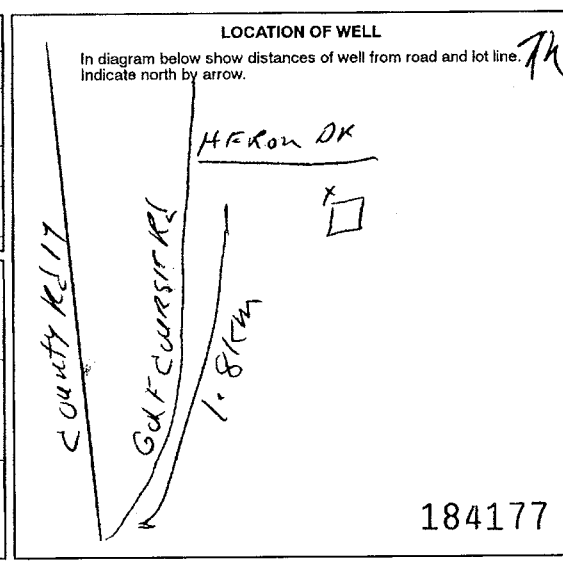 LOCATION OF WELL
In diagram below show distances of well from road and lot line.
Indicate north by arrow.
HERON DR
X
COUNTY Rd 17
GOLF COURSE Rd
1.8 km
184177